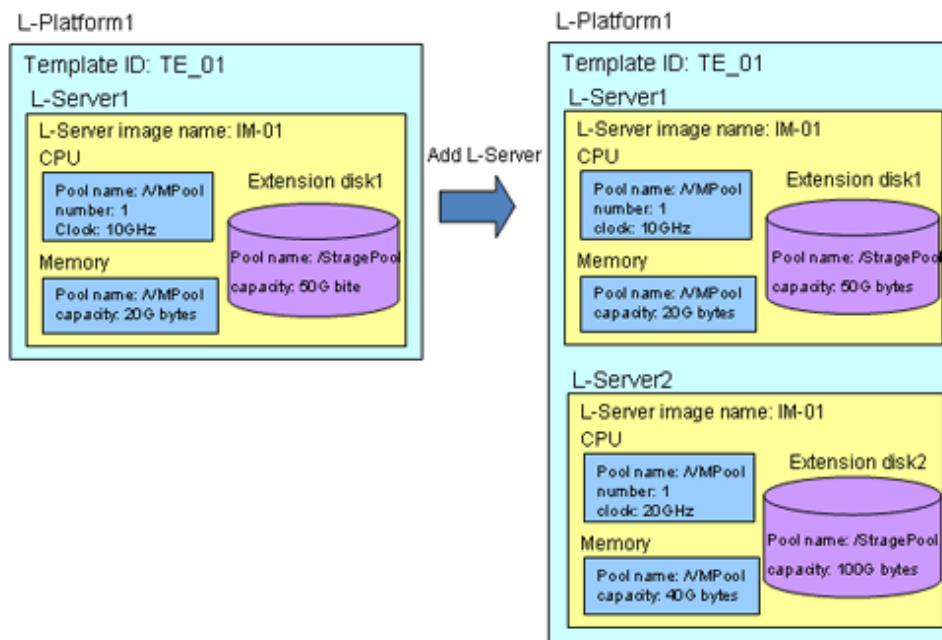 L-Platform1
Template ID: TE_01
L-Server1
L-Server image name: IM-01
CPU
Pool name: /VMPool
number: 1
Clock: 10GHz
Extension disk1
Pool name: /StragePool
capacity: 50G bite
Memory
Pool name: /VMPool
capacity: 20G bytes
Add L-Server
L-Platform1
Template ID: TE_01
L-Server1
L-Server image name: IM-01
CPU
Pool name: /VMPool
number: 1
clock: 10GHz
Extension disk1
Pool name: /StragePool
capacity: 50G bytes
Memory
Pool name: /VMPool
capacity: 20G bytes
L-Server2
L-Server image name: IM-01
CPU
Pool name: /VMPool
number: 1
clock: 20GHz
Extension disk2
Pool name: /StragePool
capacity: 100G bytes
Memory
Pool name: /VMPool
capacity: 40G bytes